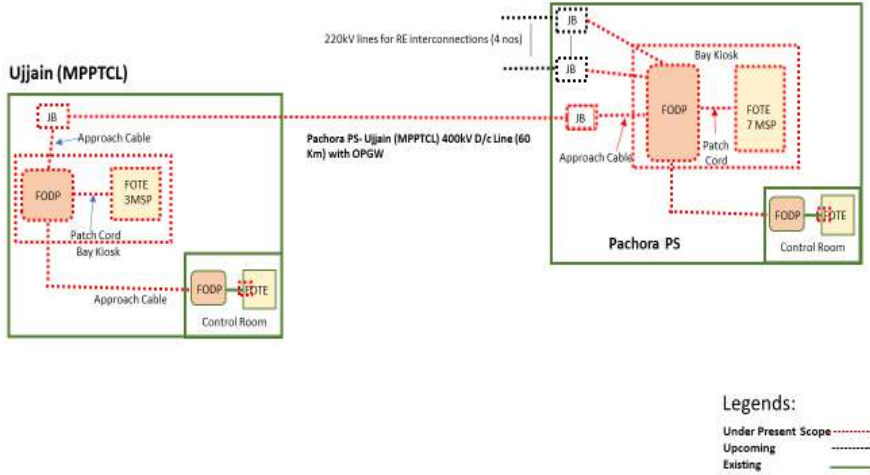 JB
220kV lines for RE Interconnections (4 nos)
JB
Bay Kiosk
FODP
FOTE
7 MSP
JB
Approach Cable
Patch
Cord
FODP
FOTE
Control Room
Pachora PS
Ujjain (MPPTCL)
JB
Approach Cable
Pachora PS- Ujjain (MPPTCL) 400kV D/c Line (60
Km) with OPGW
FODP
FOTE
3MSP
Patch Cord
Bay Kiosk
Approach Cable
FODP
FOTE
Control Room
Legends:
Under Present Scope
Upcoming
Existing